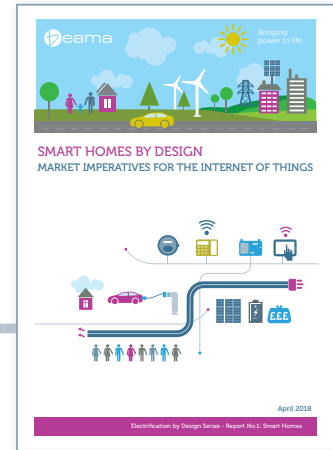 beama
Bringing
power to life.
SMART HOMES BY DESIGN
MARKET IMPERATIVES FOR THE INTERNET OF THINGS
£££
April 2018
Electrification by Design Series - Report No.1: Smart Homes